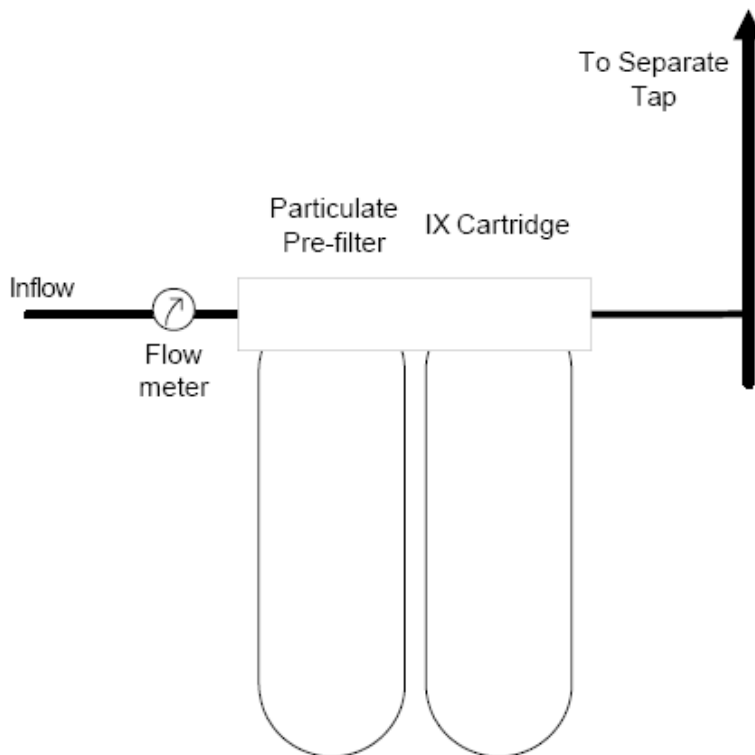 To Separate
Tap
Particulate
Pre-filter
IX Cartridge
Inflow
Flow
meter